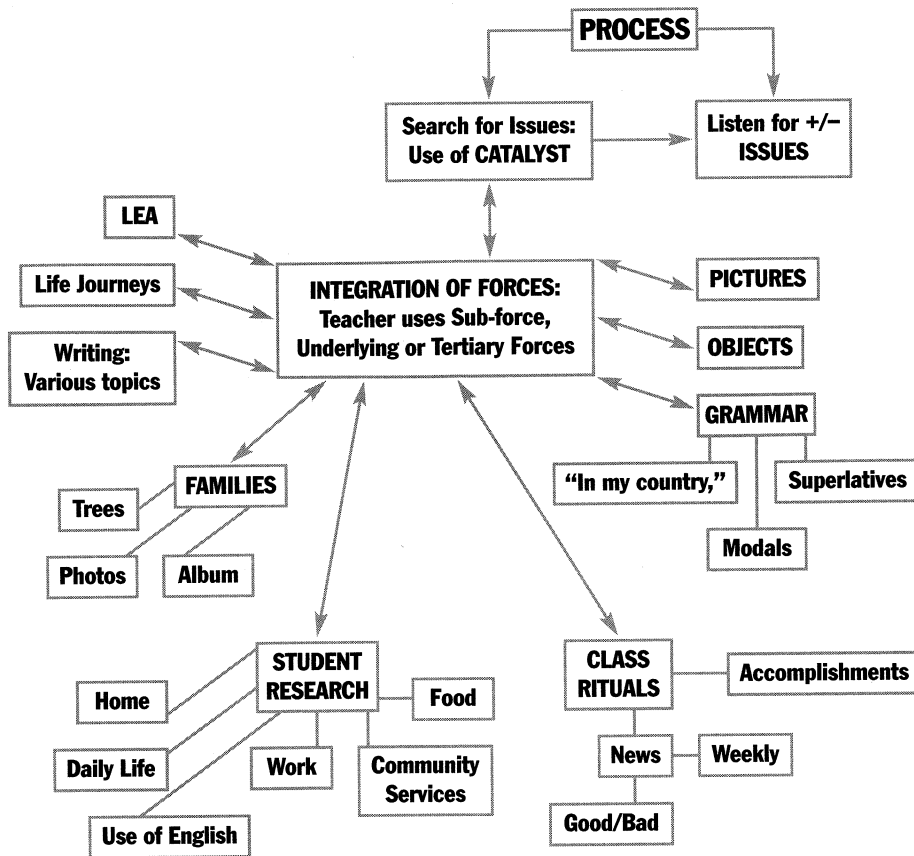 PROCESS
Search for Issues:
Use of CATALYST
Listen for +/−
ISSUES
LEA
Life Journeys
Writing:
Various topics
INTEGRATION OF FORCES:
Teacher uses Sub-force,
Underlying or Tertiary Forces
PICTURES
OBJECTS
GRAMMAR
“In my country,”
Superlatives
Modals
FAMILIES
Trees
Photos
Album
STUDENT
RESEARCH
Home
Food
Daily Life
Work
Community
Services
Use of English
CLASS
RITUALS
Accomplishments
News
Weekly
Good/Bad